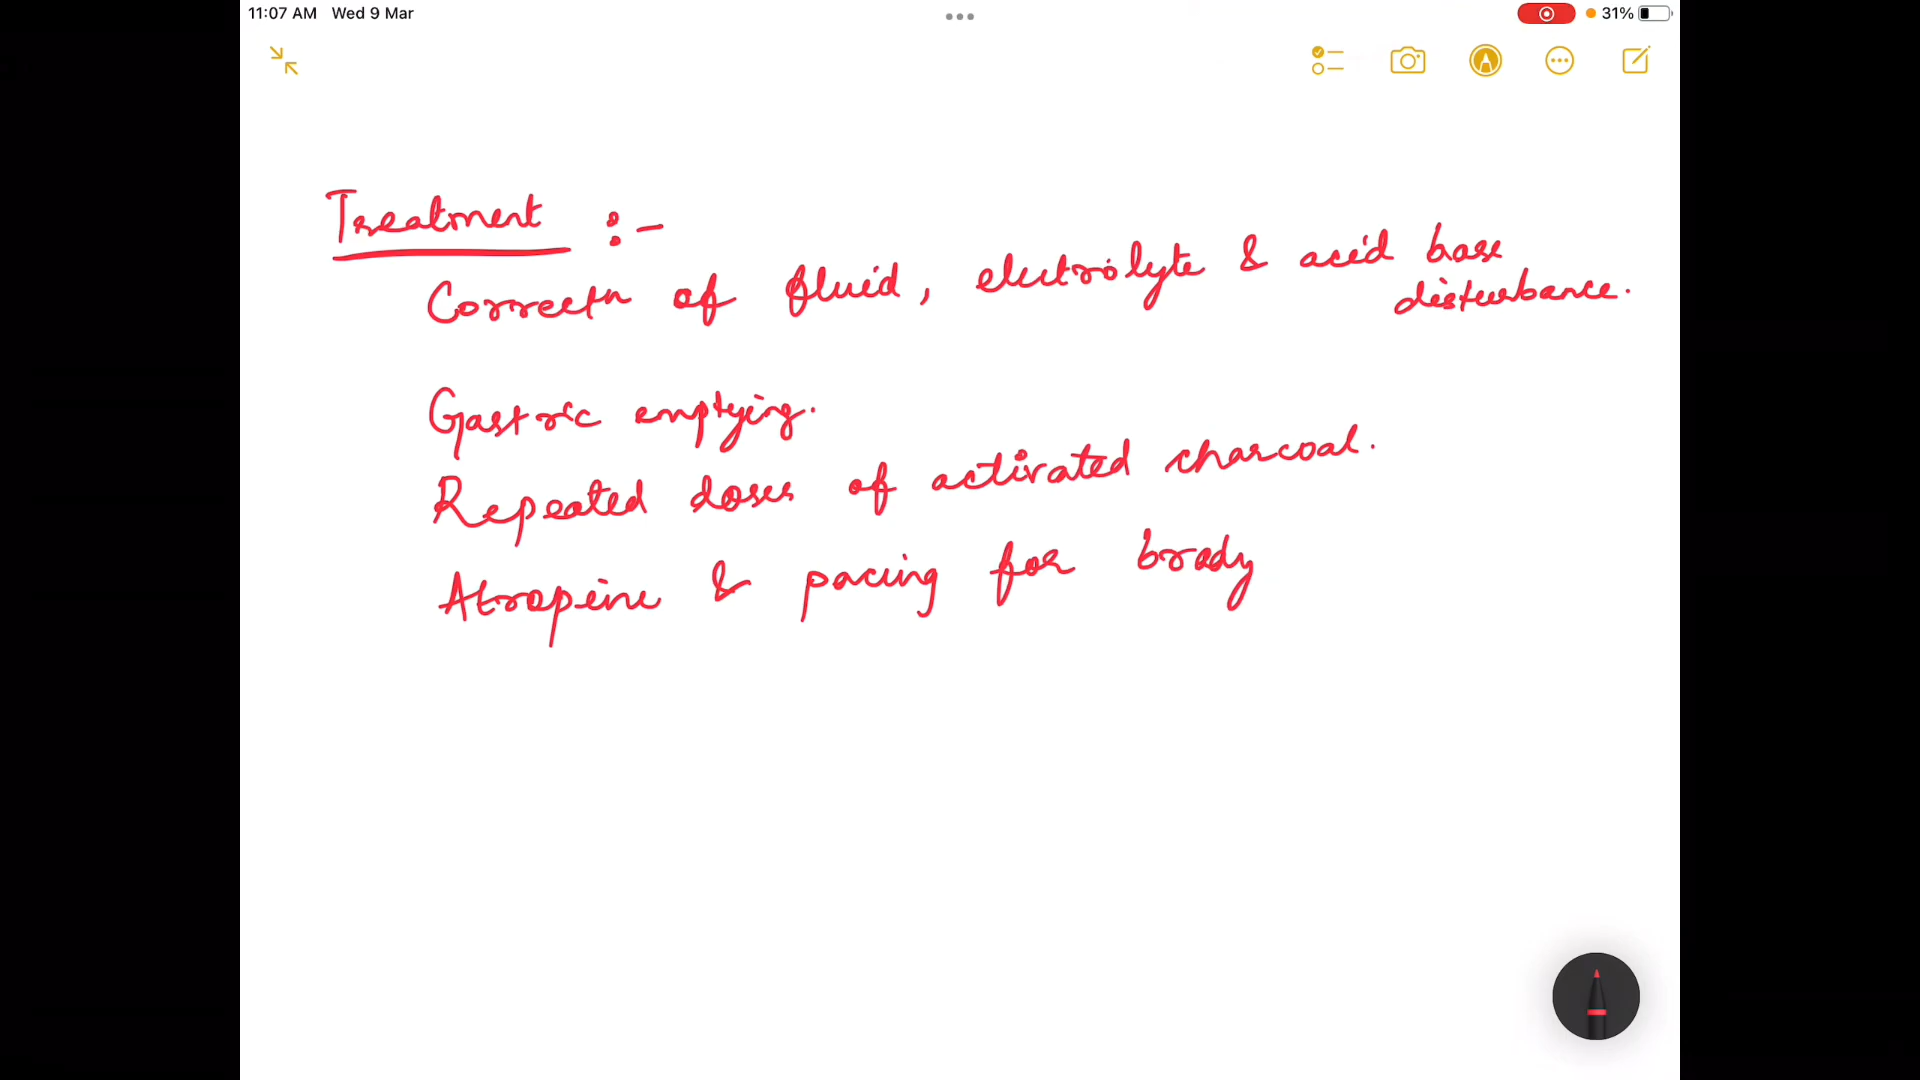 11:07 AM Wed 9 Mar
31%
Treatment :-
Correctn of fluid, electrolyte & acid base
disturbance.
Gastric emptying.
Repeated doses of activated charcoal.
Atropine & pacing for brady